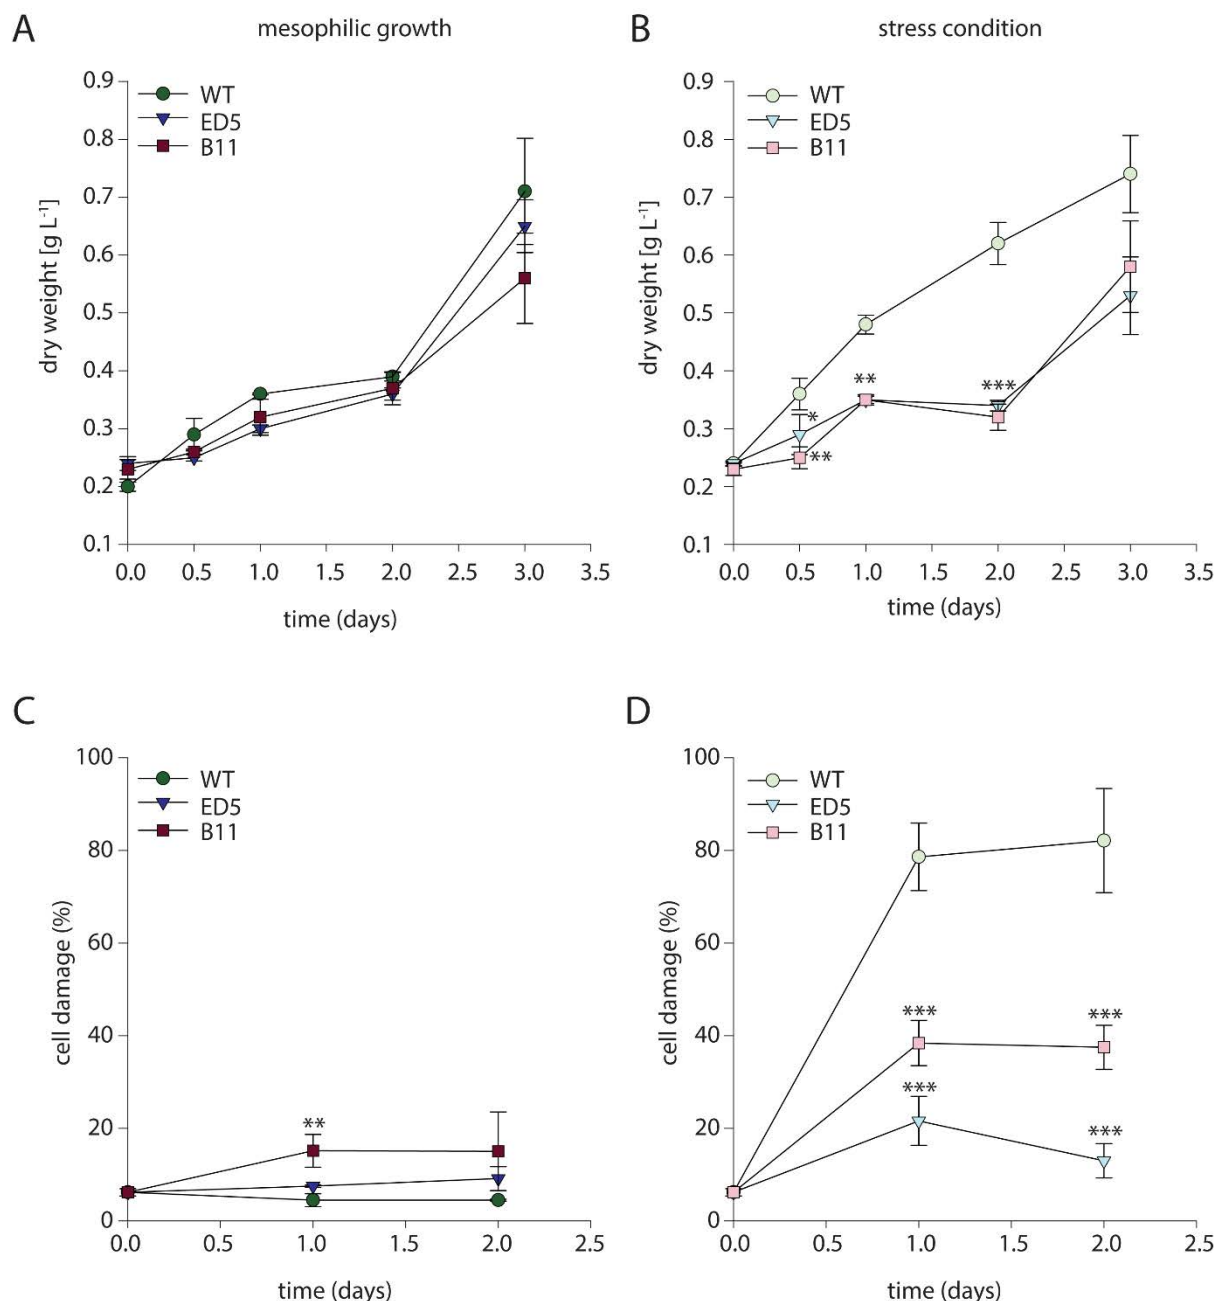 A
mesophilic growth
B
stress condition
0.9
0.8
0.7
0.6
0.5
0.4
0.3
0.2
0.1
dry weight [g L⁻¹]
WT
ED5
B11
0.0 0.5 1.0 1.5 2.0 2.5 3.0 3.5
time (days)
0.9
0.8
0.7
0.6
0.5
0.4
0.3
0.2
0.1
dry weight [g L⁻¹]
WT
ED5
B11
*
**
**
***
0.0 0.5 1.0 1.5 2.0 2.5 3.0 3.5
time (days)
C
100
80
60
40
20
0
cell damage (%)
WT
ED5
B11
**
0.0 0.5 1.0 1.5 2.0 2.5
time (days)
D
100
80
60
40
20
0
cell damage (%)
WT
ED5
B11
*** ***
***
***
0.0 0.5 1.0 1.5 2.0 2.5
time (days)